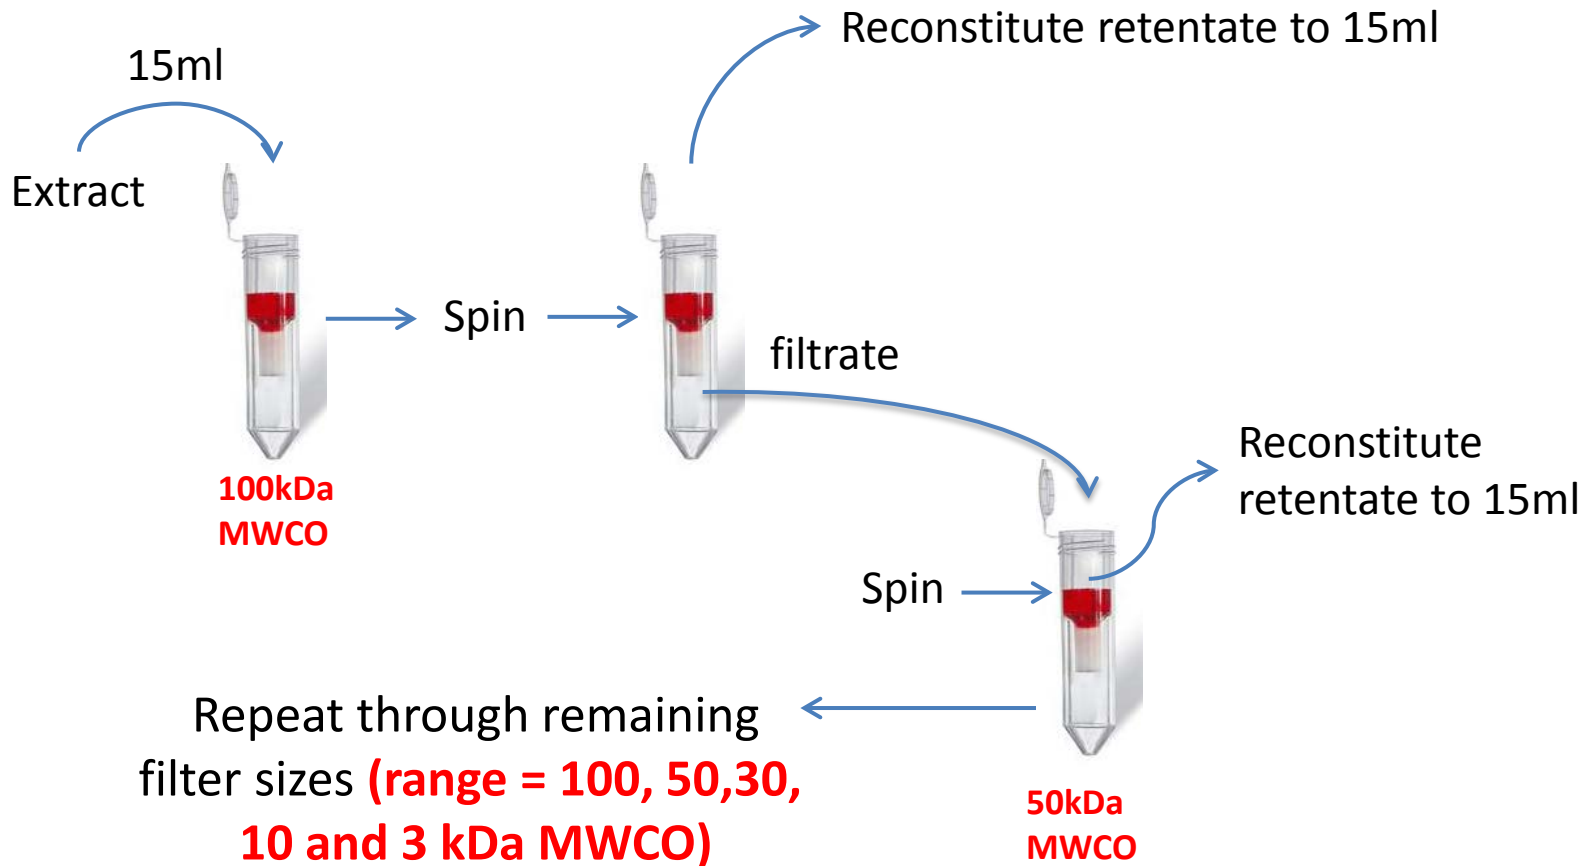 Reconstitute retentate to 15ml
15ml
Extract
Spin
filtrate
100kDa
MWCO
Reconstitute
retentate to 15ml
Spin
Repeat through remaining
filter sizes (range = 100, 50,30,
10 and 3 kDa MWCO)
50kDa
MWCO